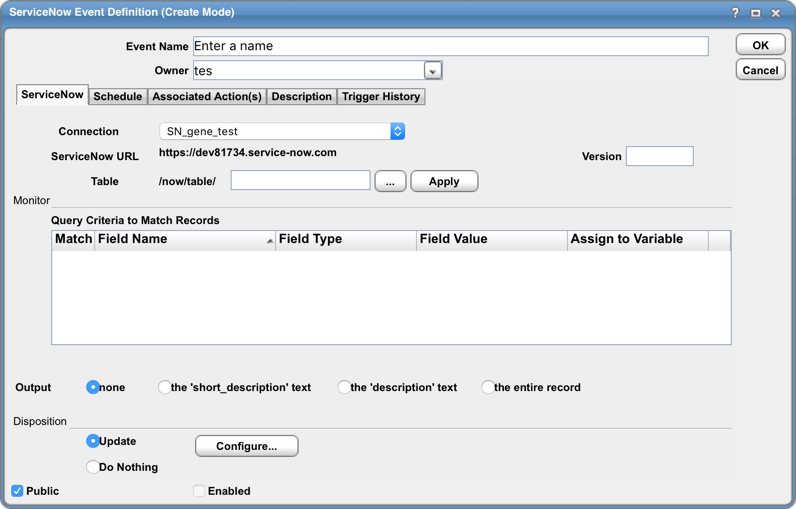 ServiceNow Event Definition (Create Mode)
?
Event Name Enter a name OK
Owner tes Cancel
ServiceNow Schedule Associated Action(s) Description Trigger History
Connection SN_gene_test
ServiceNow URL https://dev81734.service-now.com Version
Table /now/table/ ... Apply
Monitor
Query Criteria to Match Records
Match Field Name Field Type Field Value Assign to Variable
Output none the 'short_description' text the 'description' text the entire record
Disposition
Update Configure...
Do Nothing
Public Enabled